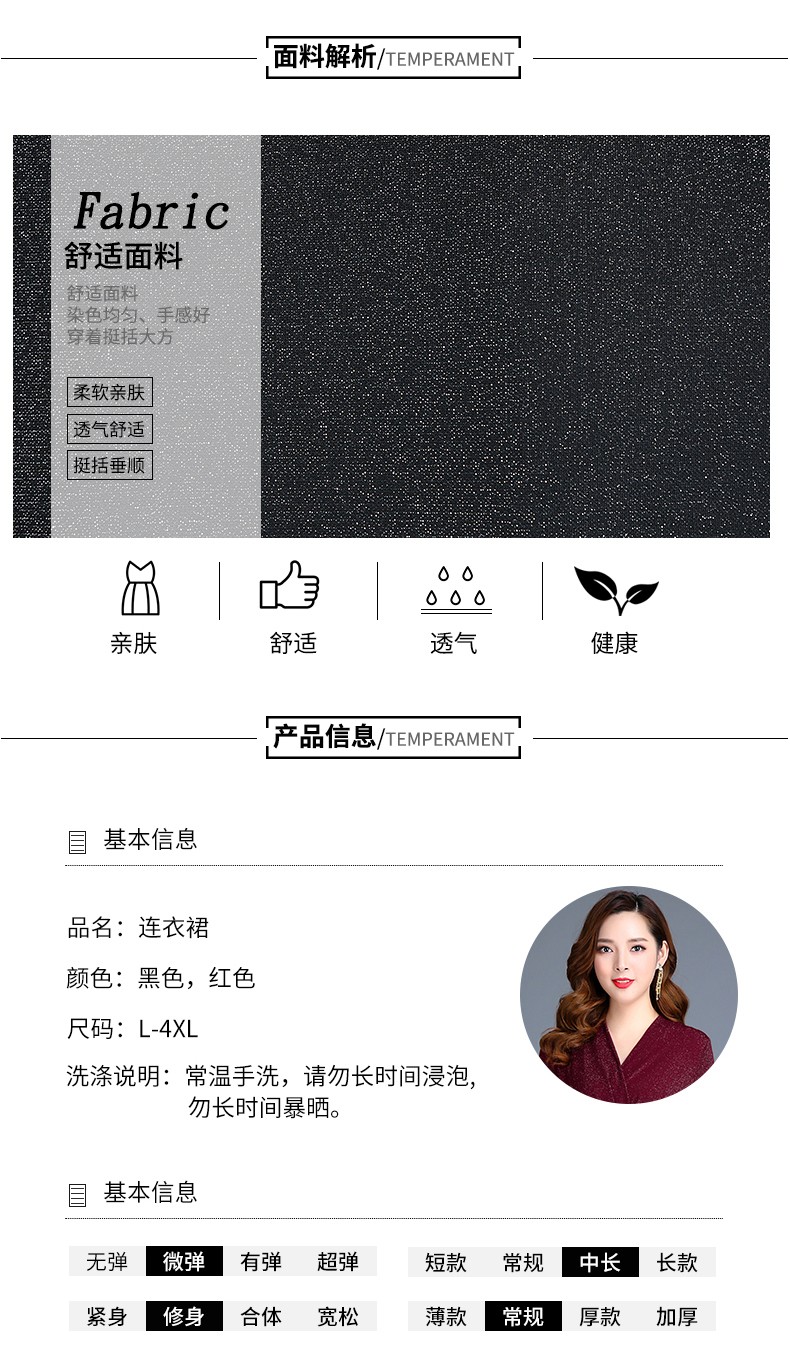 面料解析/TEMPERAMENT
Fabric
舒适面料
舒适面料
染色均匀、手感好
穿着挺括大方
柔软亲肤
透气舒适
挺括垂顺
亲肤 舒适 透气 健康
产品信息/TEMPERAMENT
基本信息
品名：连衣裙
颜色：黑色，红色
尺码：L-4XL
洗涤说明：常温手洗，请勿长时间浸泡,
勿长时间暴晒。
基本信息
无弹 微弹 有弹 超弹 短款 常规 中长 长款
紧身 修身 合体 宽松 薄款 常规 厚款 加厚